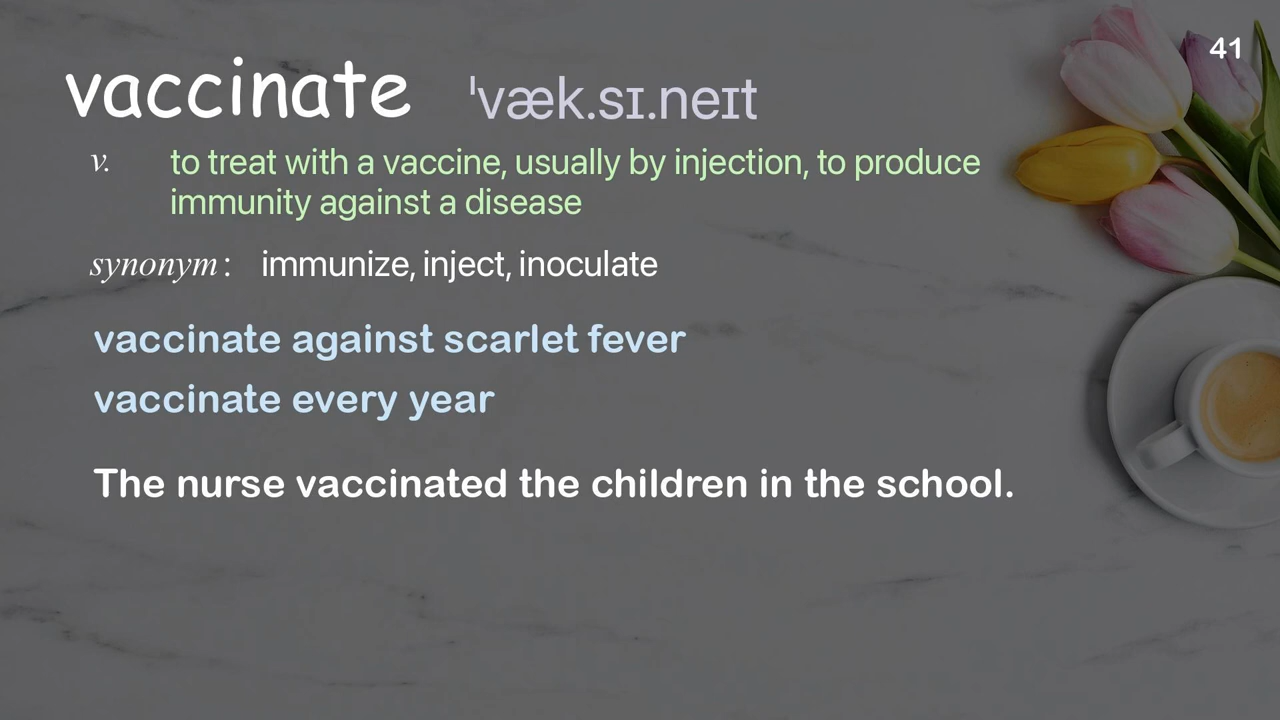 41
vaccinate ˈvæk.sɪ.neɪt
v. to treat with a vaccine, usually by injection, to produce
immunity against a disease
synonym: immunize, inject, inoculate
vaccinate against scarlet fever
vaccinate every year
The nurse vaccinated the children in the school.